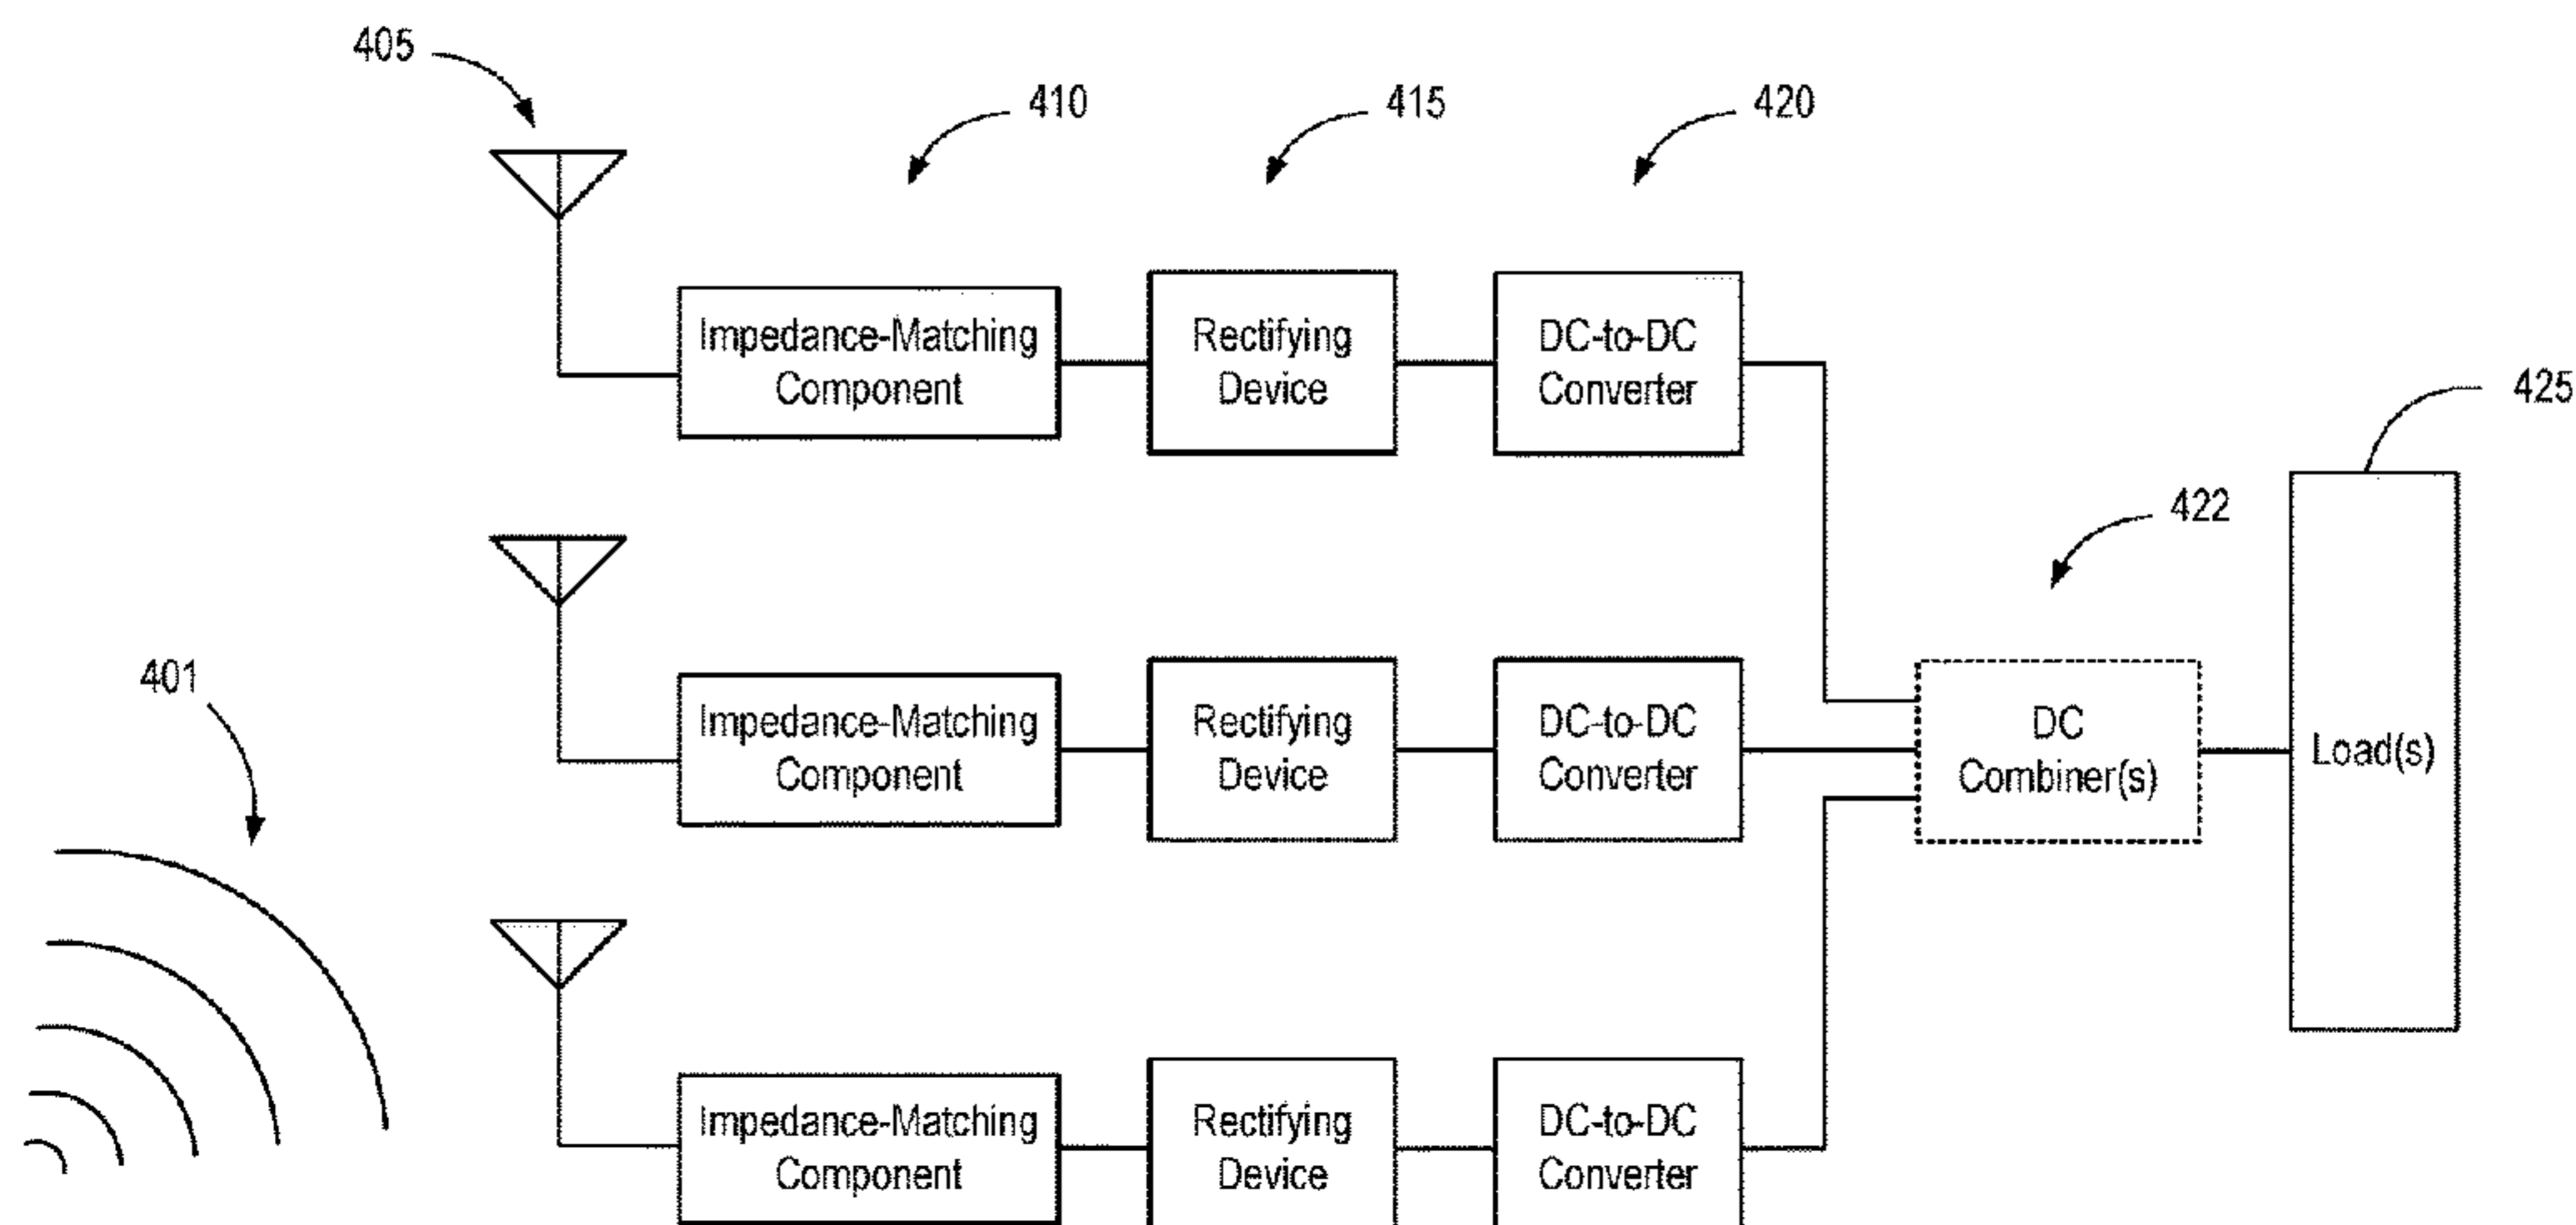 405
410
415
420
Impedance-Matching
Component
Rectifying
Device
DC-to-DC
Converter
425
422
401
Impedance-Matching
Component
Rectifying
Device
DC-to-DC
Converter
DC
Combiner(s)
Load(s)
Impedance-Matching
Component
Rectifying
Device
DC-to-DC
Converter